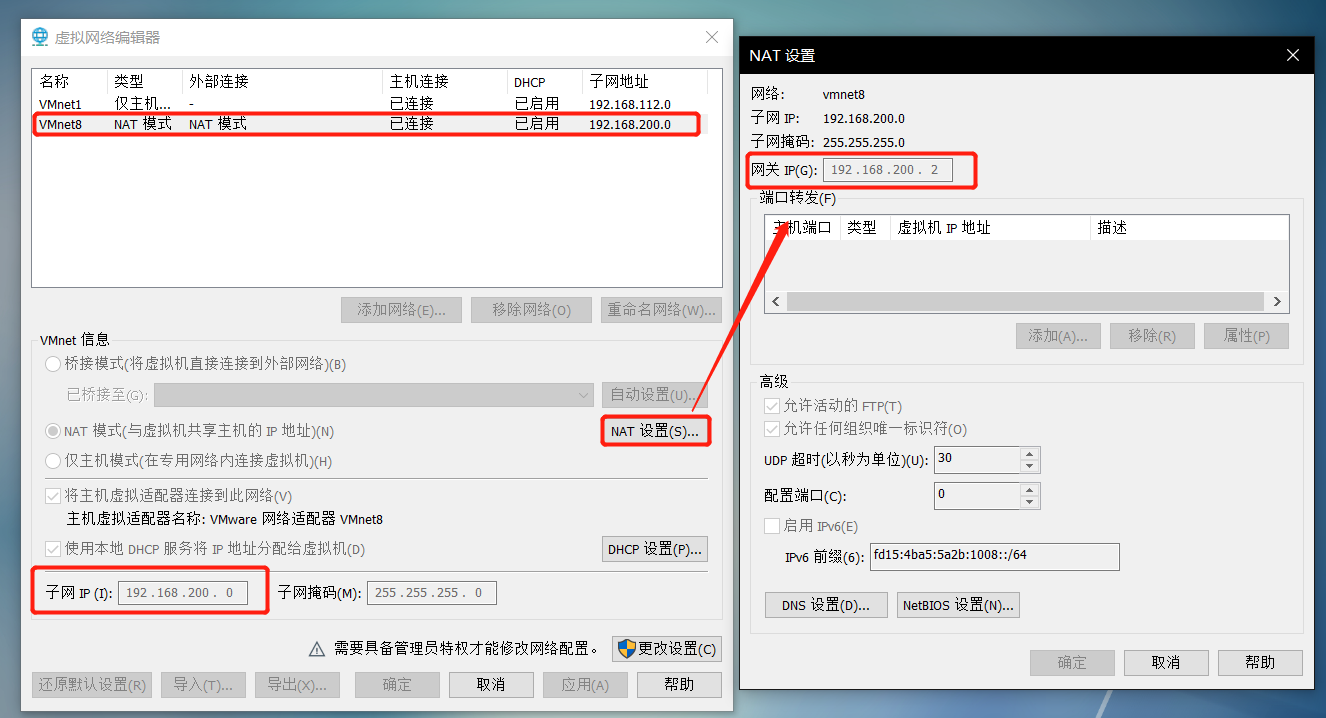 虚拟网络编辑器
名称 类型 外部连接 主机连接 DHCP 子网地址
VMnet1 仅主机... - 已连接 已启用 192.168.112.0
VMnet8 NAT 模式 NAT 模式 已连接 已启用 192.168.200.0
添加网络(E)... 移除网络(O) 重命名网络(W)...
VMnet 信息
桥接模式(将虚拟机直接连接到外部网络)(B)
已桥接至(G): 自动设置(U)...
NAT 模式(与虚拟机共享主机的 IP 地址)(N) NAT 设置(S)...
仅主机模式(在专用网络内连接虚拟机)(H)
将主机虚拟适配器连接到此网络(V)
主机虚拟适配器名称: VMware 网络适配器 VMnet8
使用本地 DHCP 服务将 IP 地址分配给虚拟机(D) DHCP 设置(P)...
子网 IP (I): 192 . 168 . 200 . 0 子网掩码(M): 255 . 255 . 255 . 0
需要具备管理员特权才能修改网络配置。 更改设置(C)
还原默认设置(R) 导入(T)... 导出(X)... 确定 取消 应用(A) 帮助
NAT 设置
网络: vmnet8
子网 IP: 192.168.200.0
子网掩码: 255.255.255.0
网关 IP(G): 192 . 168 . 200 . 2
端口转发(F)
主机端口 类型 虚拟机 IP 地址 描述
添加(A)... 移除(R) 属性(P)
高级
允许活动的 FTP(T)
允许任何组织唯一标识符(O)
UDP 超时(以秒为单位)(U): 30
配置端口(C): 0
启用 IPv6(E)
IPv6 前缀(6): fd15:4ba5:5a2b:1008::/64
DNS 设置(D)... NetBIOS 设置(N)...
确定 取消 帮助